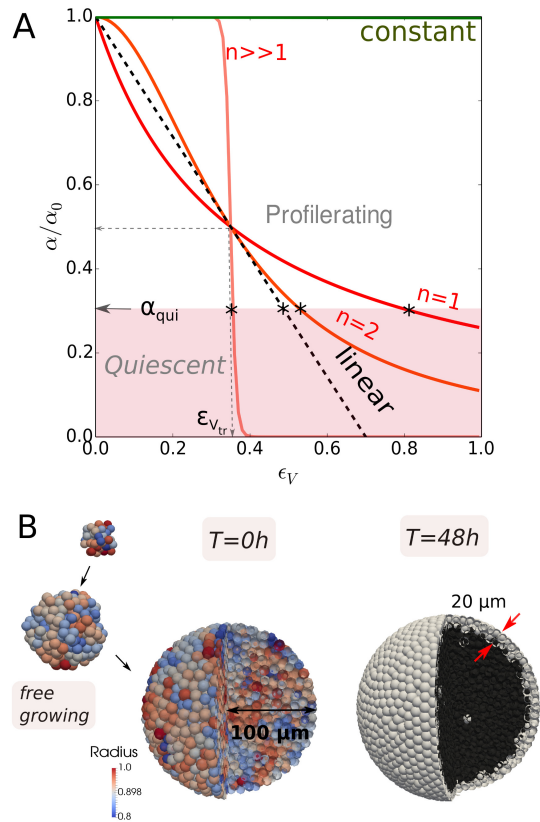 A
1.0
0.8
0.6
0.4
0.2
0.0
α/α0
constant
n>>1
Profilerating
αqui
n=1
n=2
Quiescent
linear
εVtr
0.0
0.2
0.4
0.6
0.8
1.0
ϵV
B
T=0h
T=48h
20 µm
free
growing
100 µm
Radius
1.0
0.898
0.8